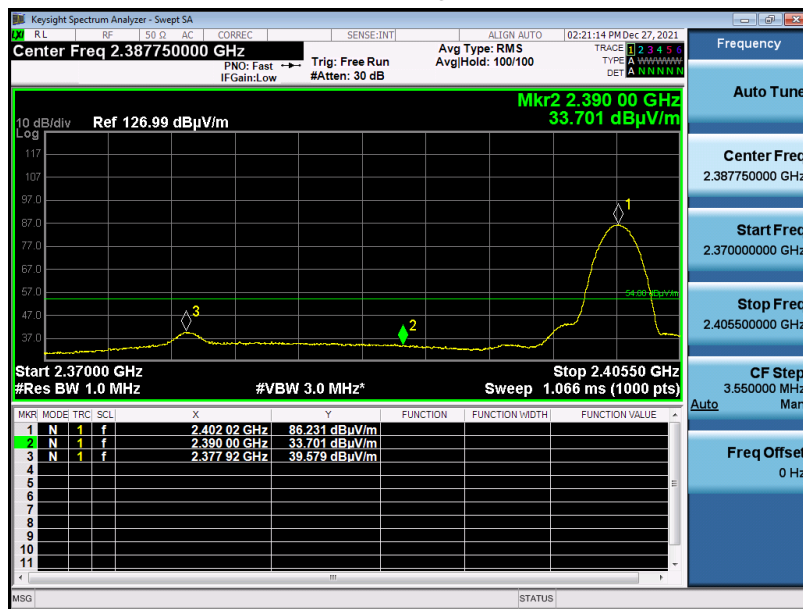 Keysight Spectrum Analyzer - Swept SA
LXI RL RF 50 Ω AC CORREC SENSE:INT ALIGN AUTO 02:21:14 PM Dec 27, 2021
Center Freq 2.387750000 GHz
PNO: Fast
IFGain:Low
Trig: Free Run
#Atten: 30 dB
Avg Type: RMS
Avg|Hold: 100/100
TRACE 1 2 3 4 5 6
TYPE A WWWWW
DET A N N N N N
Mkr2 2.390 00 GHz
33.701 dBµV/m
10 dB/div Ref 126.99 dBµV/m
Log
117
107
97.0
87.0
77.0
67.0
57.0
47.0
37.0
1
54.00 dBµV/m
3
2
Start 2.37000 GHz Stop 2.40550 GHz
#Res BW 1.0 MHz #VBW 3.0 MHz* Sweep 1.066 ms (1000 pts)
MKR MODE TRC SCL X Y FUNCTION FUNCTION WIDTH FUNCTION VALUE
1 N 1 f 2.402 02 GHz 86.231 dBµV/m
2 N 1 f 2.390 00 GHz 33.701 dBµV/m
3 N 1 f 2.377 92 GHz 39.579 dBµV/m
4
5
6
7
8
9
10
11
MSG STATUS
Frequency
Auto Tune
Center Freq
2.387750000 GHz
Start Freq
2.370000000 GHz
Stop Freq
2.405500000 GHz
CF Step
3.550000 MHz
Auto Man
Freq Offset
0 Hz